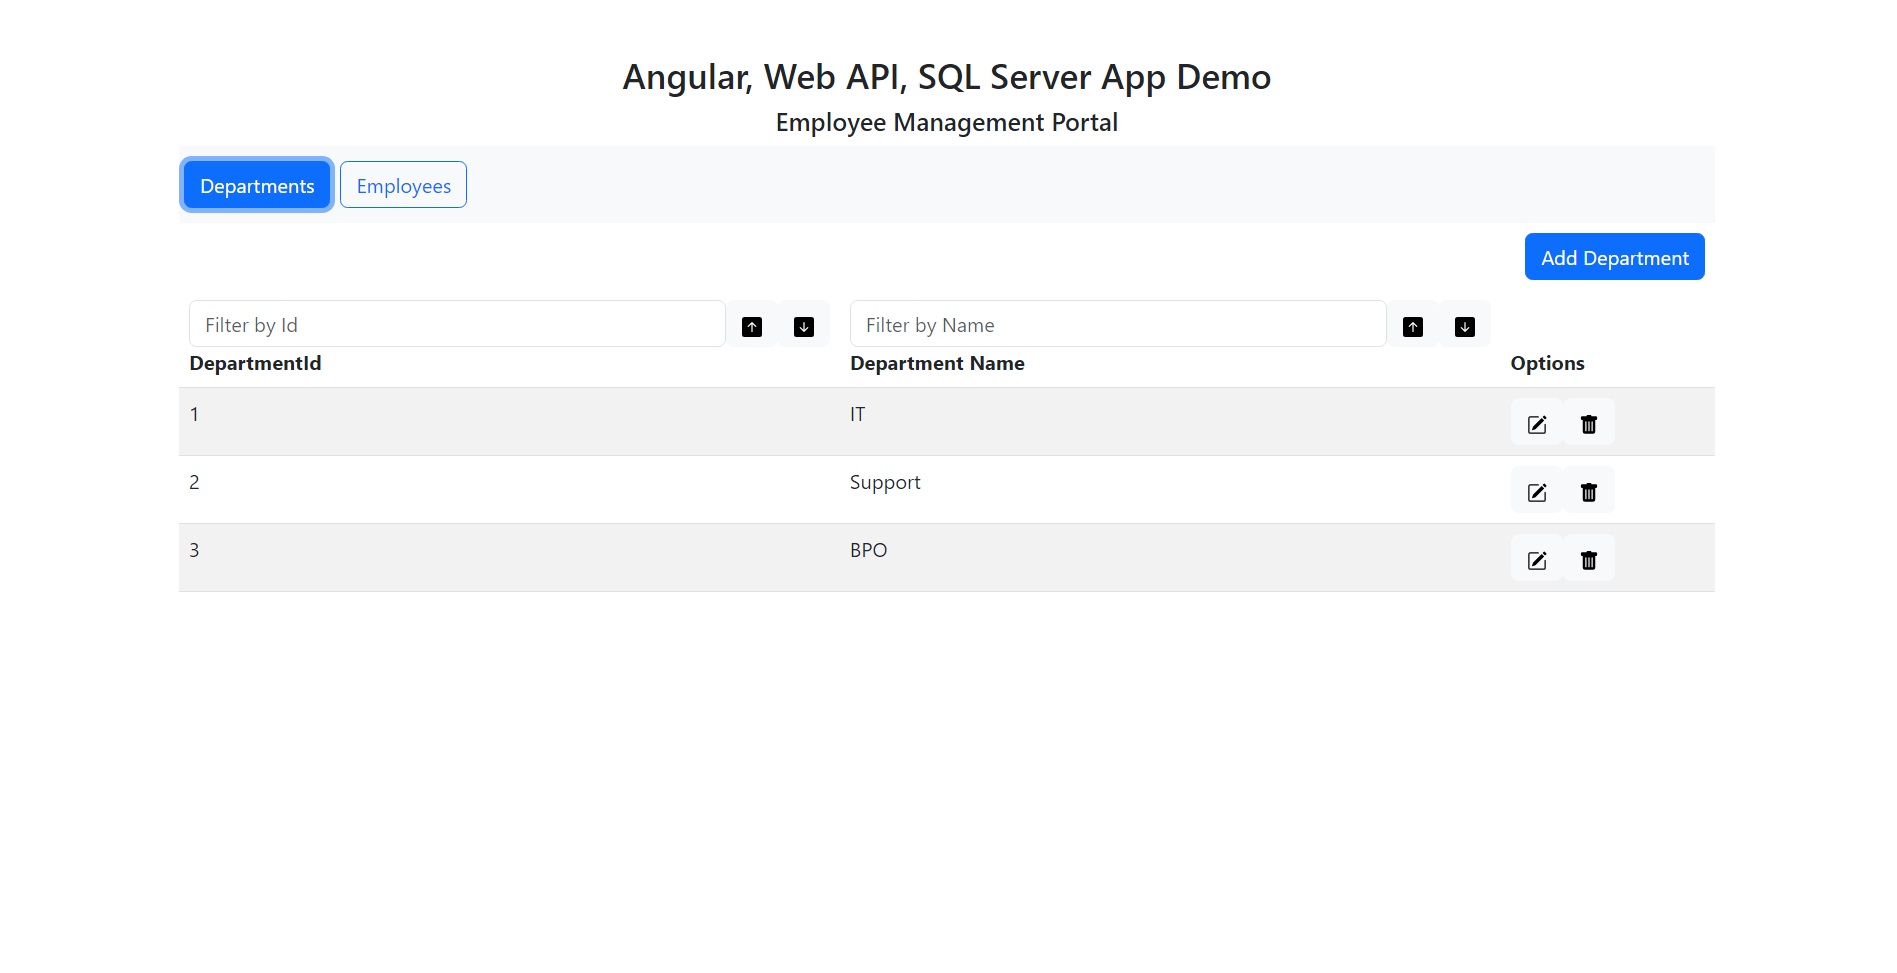 Angular, Web API, SQL Server App Demo
Employee Management Portal
Departments Employees
Add Department
Filter by Id Filter by Name
DepartmentId Department Name Options
1 IT
2 Support
3 BPO